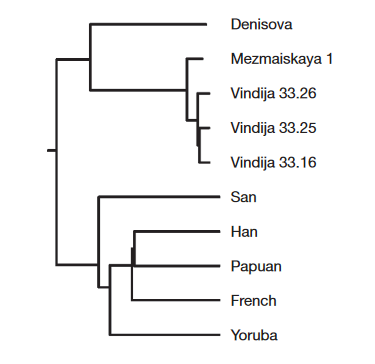 Denisova
Mezmaiskaya 1
Vindija 33.26
Vindija 33.25
Vindija 33.16
San
Han
Papuan
French
Yoruba